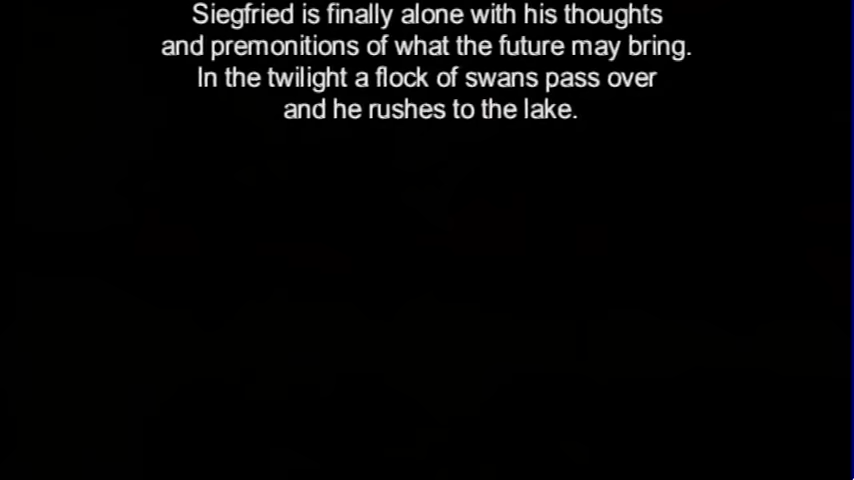 Siegfried is finally alone with his thoughts
and premonitions of what the future may bring.
In the twilight a flock of swans pass over
and he rushes to the lake.